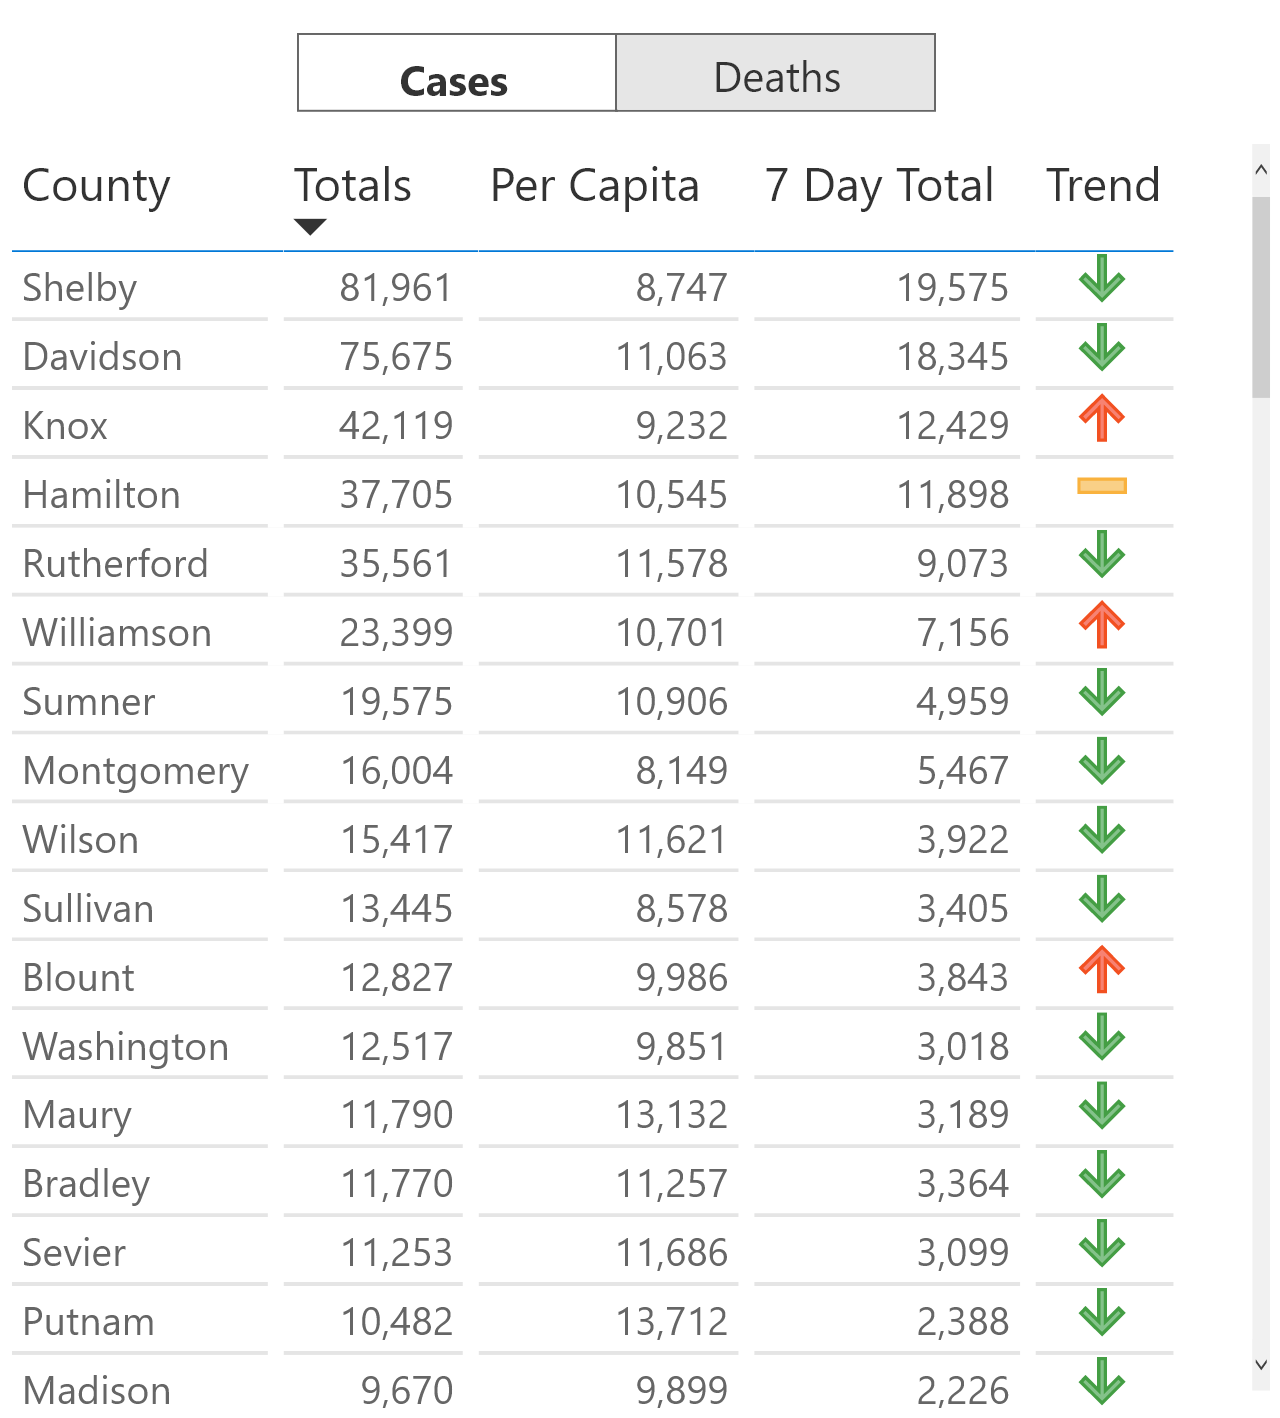 Cases Deaths
County Totals Per Capita 7 Day Total Trend
Shelby 81,961 8,747 19,575
Davidson 75,675 11,063 18,345
Knox 42,119 9,232 12,429
Hamilton 37,705 10,545 11,898
Rutherford 35,561 11,578 9,073
Williamson 23,399 10,701 7,156
Sumner 19,575 10,906 4,959
Montgomery 16,004 8,149 5,467
Wilson 15,417 11,621 3,922
Sullivan 13,445 8,578 3,405
Blount 12,827 9,986 3,843
Washington 12,517 9,851 3,018
Maury 11,790 13,132 3,189
Bradley 11,770 11,257 3,364
Sevier 11,253 11,686 3,099
Putnam 10,482 13,712 2,388
Madison 9,670 9,899 2,226